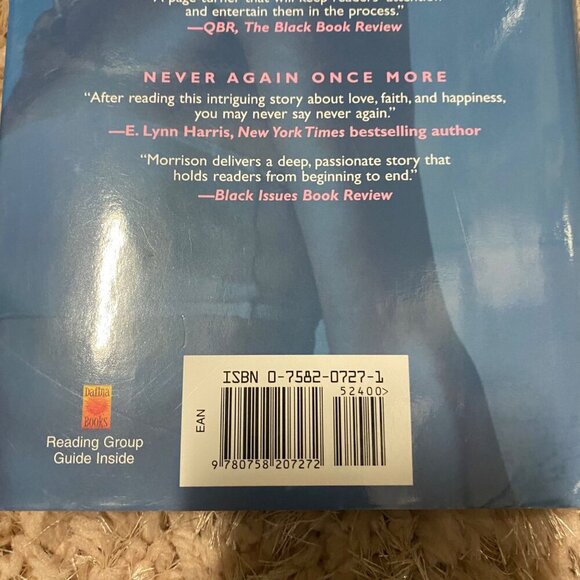 "A page-turner that will keep readers' attention
and entertain them in the process."
—QBR, The Black Book Review
NEVER AGAIN ONCE MORE
"After reading this intriguing story about love, faith, and happiness,
you may never say never again."
—E. Lynn Harris, New York Times bestselling author
"Morrison delivers a deep, passionate story that
holds readers from beginning to end."
—Black Issues Book Review
ISBN 0-7582-0727-1
52400>
EAN
9 780758 207272
Dafina
BOOKS
Reading Group
Guide Inside